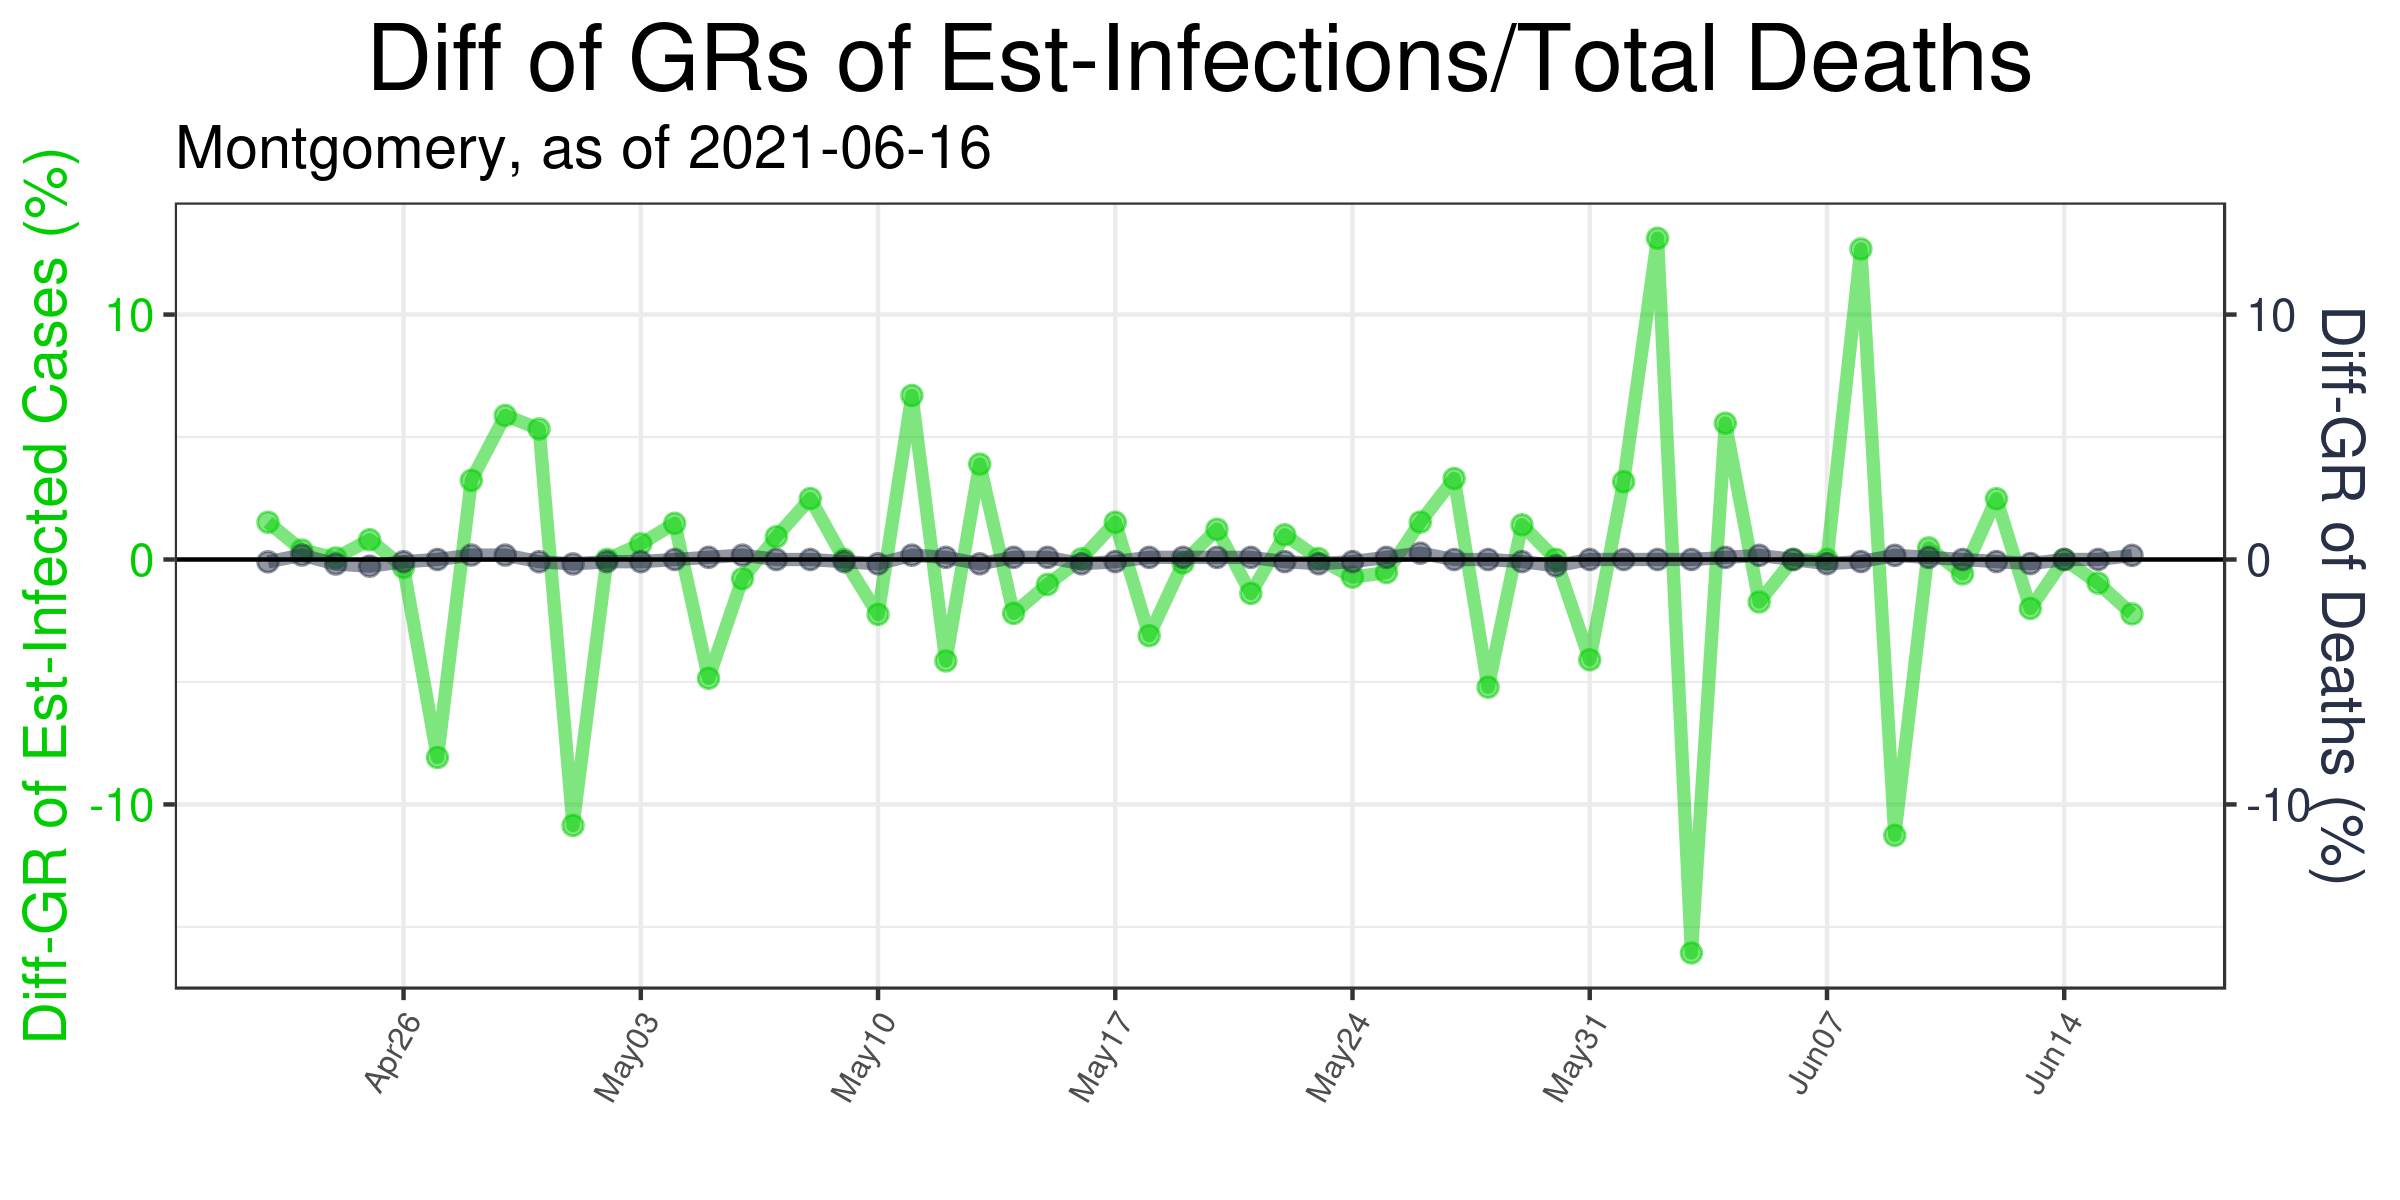 Diff of GRs of Est-Infections/Total Deaths
Montgomery, as of 2021-06-16
Diff-GR of Est-Infected Cases (%)
10
0
-10
10
0
-10
Diff-GR of Deaths (%)
Apr26
May03
May10
May17
May24
May31
Jun07
Jun14